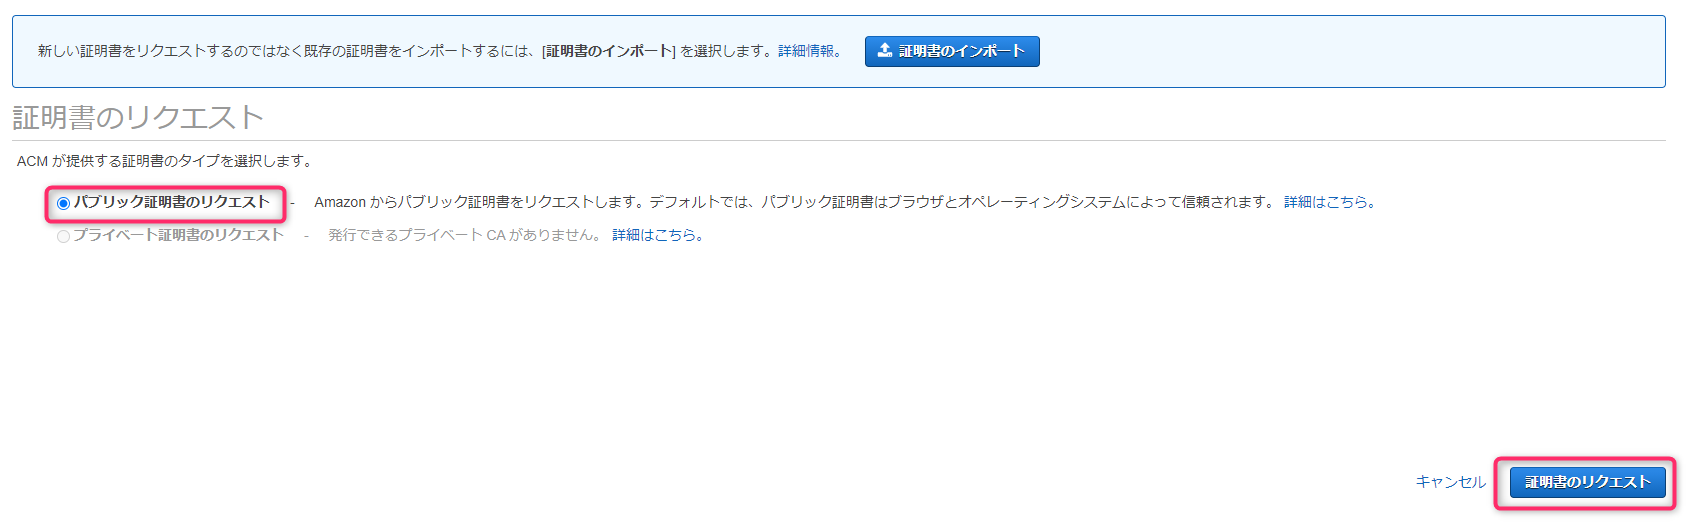 新しい証明書をリクエストするのではなく既存の証明書をインポートするには、[証明書のインポート] を選択します。詳細情報。 証明書のインポート
証明書のリクエスト
ACM が提供する証明書のタイプを選択します。
パブリック証明書のリクエスト - Amazon からパブリック証明書をリクエストします。デフォルトでは、パブリック証明書はブラウザとオペレーティングシステムによって信頼されます。 詳細はこちら。
プライベート証明書のリクエスト - 発行できるプライベート CA がありません。 詳細はこちら。
キャンセル 証明書のリクエスト